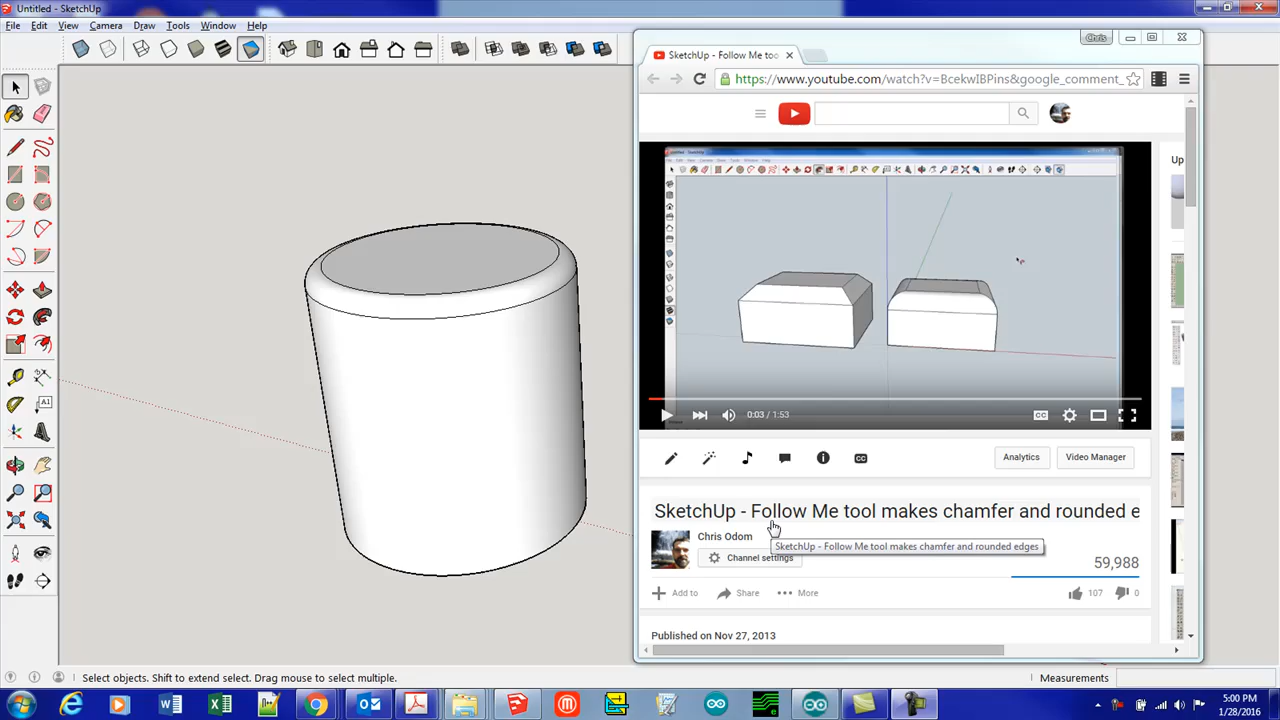 Untitled - SketchUp
File Edit View Camera Draw Tools Window Help
A1
Chris
SketchUp - Follow Me too
https://www.youtube.com/watch?v=BcekwIBPins&google_comment_
Up
0:03 / 1:53
CC
CC
Analytics
Video Manager
SketchUp - Follow Me tool makes chamfer and rounded e
Chris Odom
SketchUp - Follow Me tool makes chamfer and rounded edges
Channel settings
59,988
Add to
Share
More
107
0
Published on Nov 27, 2013
Select objects. Shift to extend select. Drag mouse to select multiple.
Measurements
5:00 PM
1/28/2016